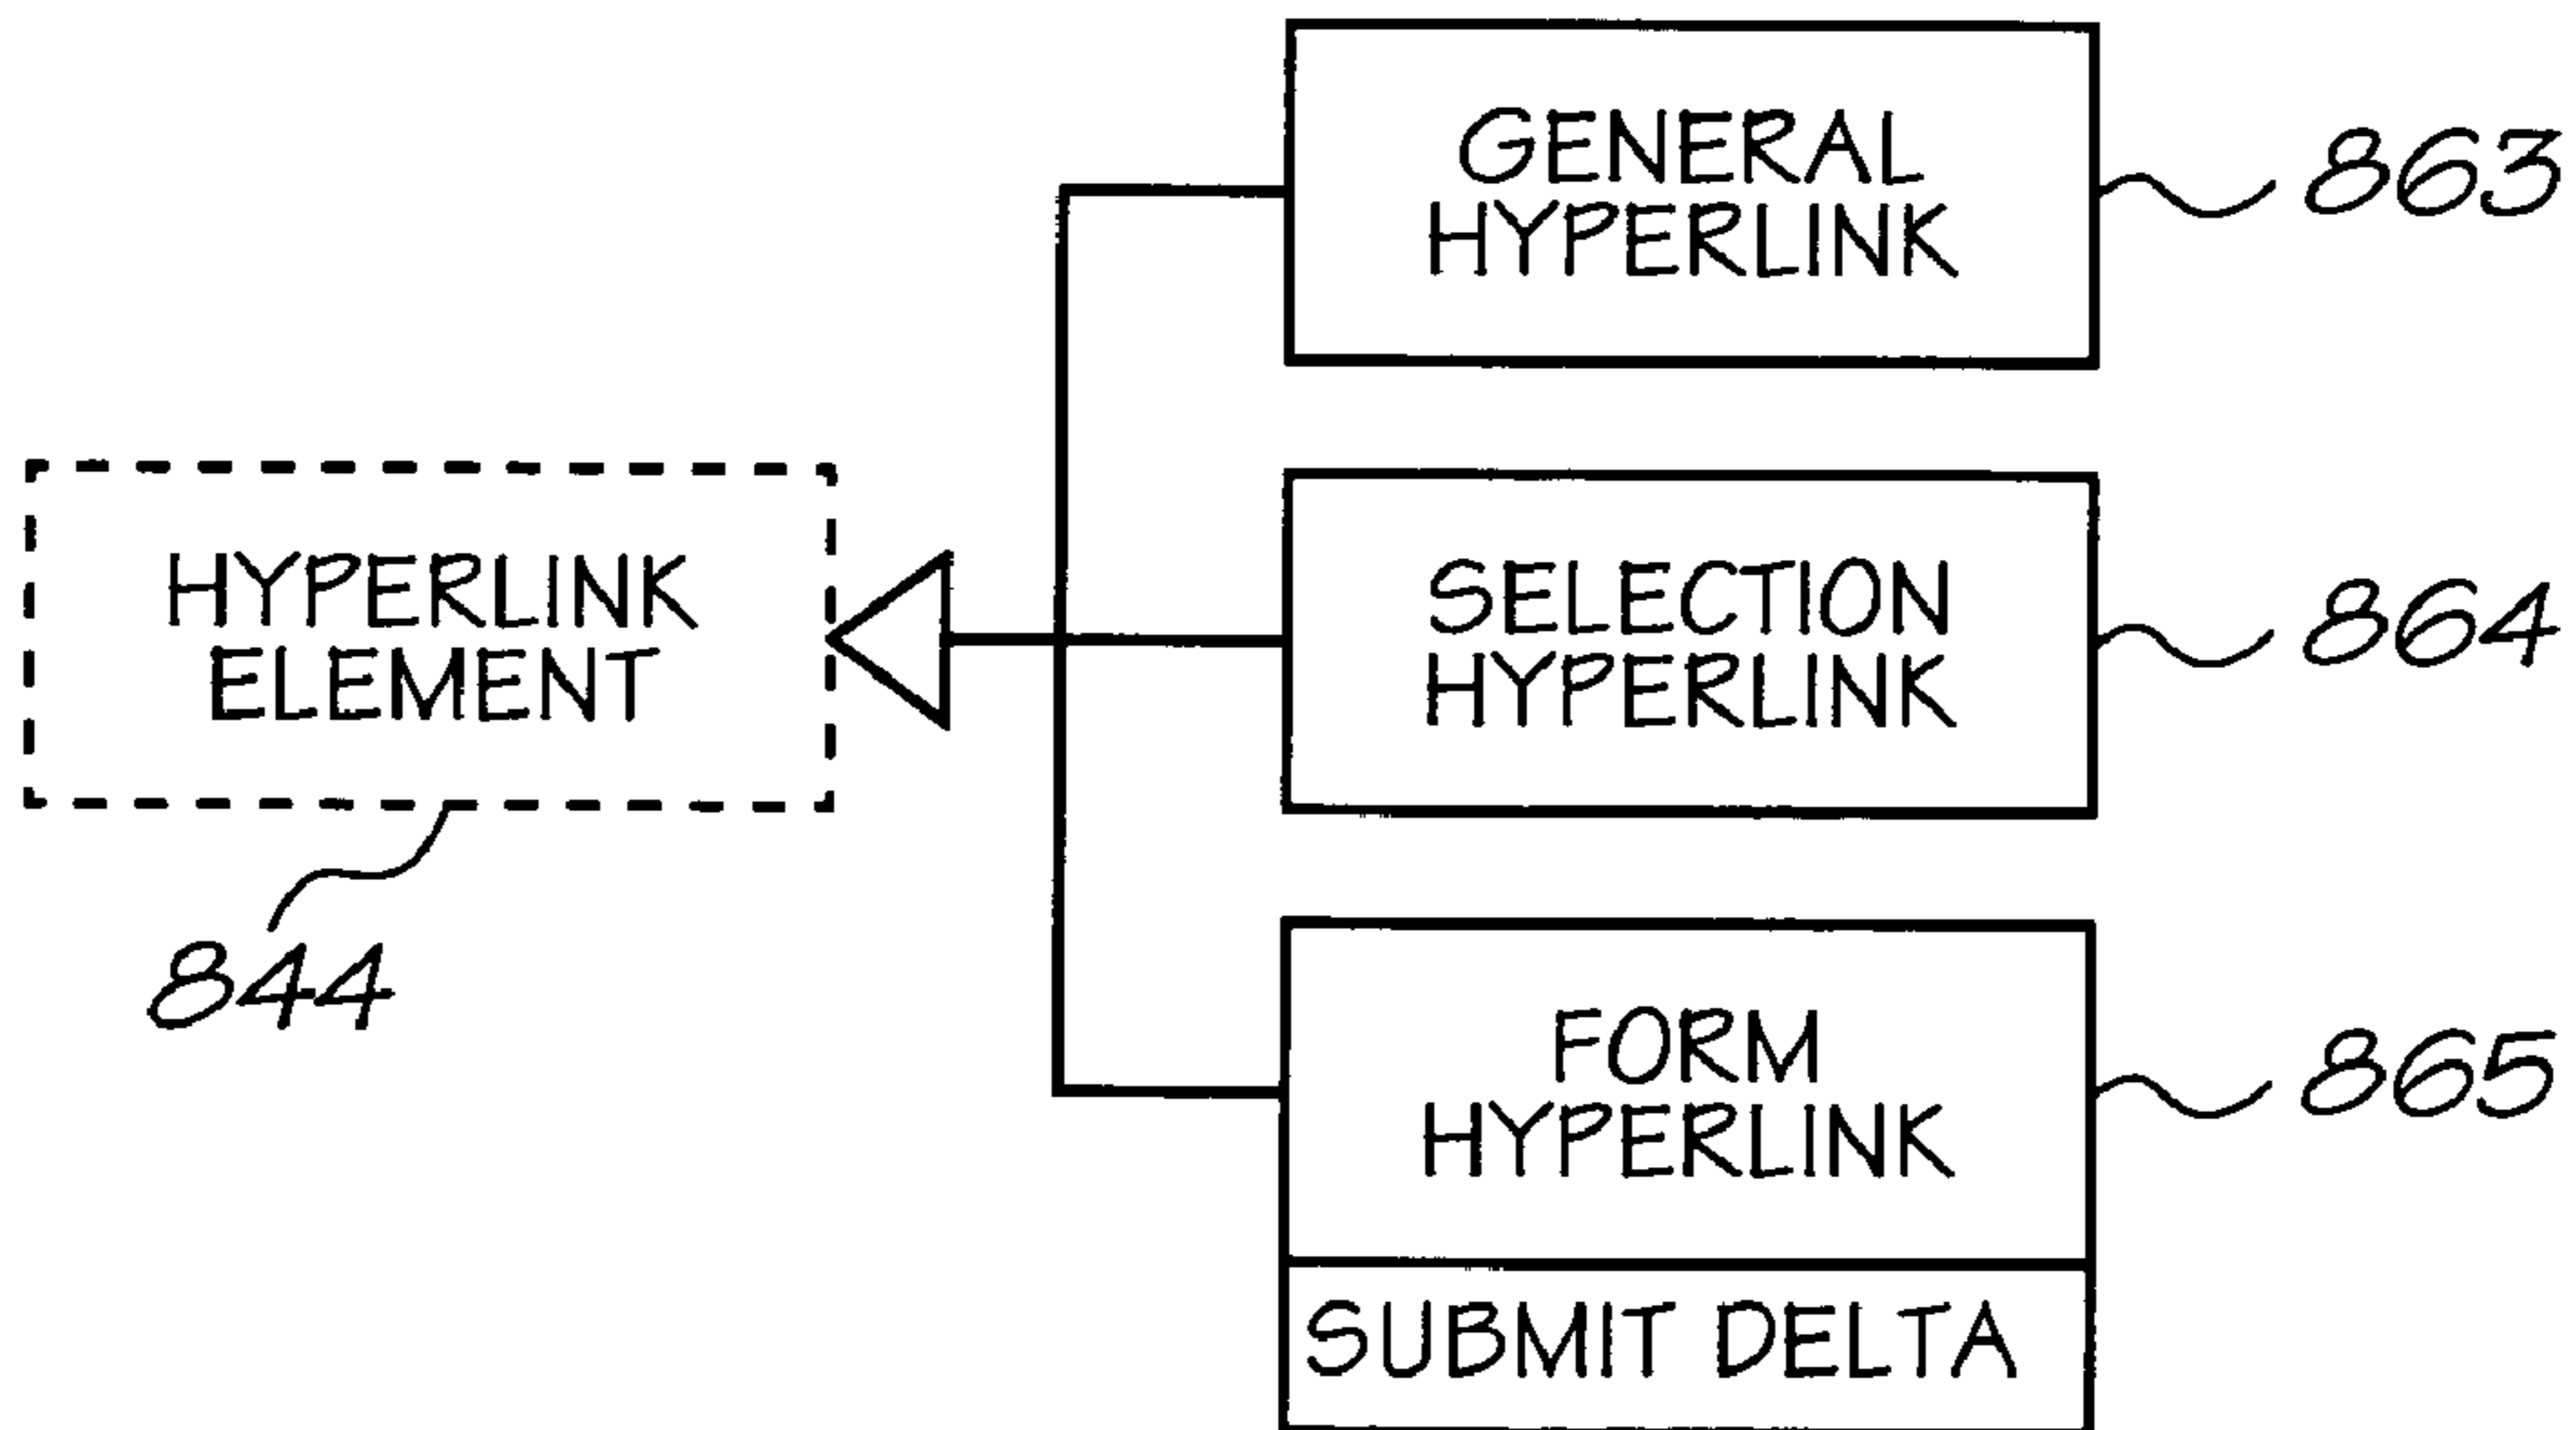 GENERAL
HYPERLINK
863
HYPERLINK
ELEMENT
844
SELECTION
HYPERLINK
864
FORM
HYPERLINK
865
SUBMIT DELTA